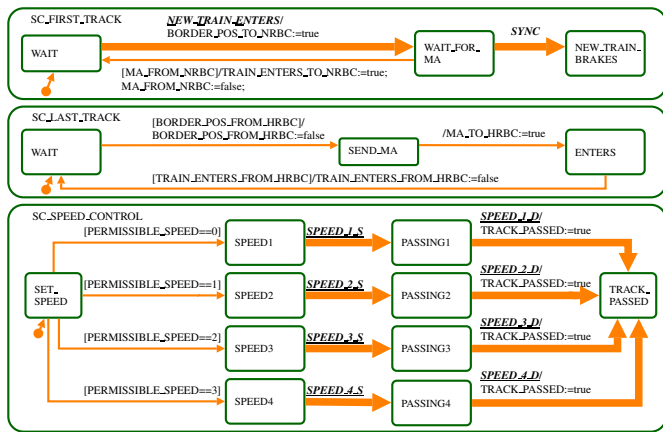 SC_FIRST_TRACK
NEW_TRAIN_ENTERS/
BORDER_POS_TO_NRBC:=true
SYNC
WAIT
WAIT_FOR_
MA
NEW_TRAIN_
BRAKES
[MA_FROM_NRBC]/TRAIN_ENTERS_TO_NRBC:=true;
MA_FROM_NRBC:=false;
SC_LAST_TRACK
[BORDER_POS_FROM_HRBC]/
BORDER_POS_FROM_HRBC:=false
/MA_TO_HRBC:=true
WAIT
SEND_MA
ENTERS
[TRAIN_ENTERS_FROM_HRBC]/TRAIN_ENTERS_FROM_HRBC:=false
SC_SPEED_CONTROL
[PERMISSIBLE_SPEED==0]
SPEED1
SPEED_1_S
PASSING1
SPEED_1_D/
TRACK_PASSED:=true
SET_
SPEED
[PERMISSIBLE_SPEED==1]
SPEED2
SPEED_2_S
PASSING2
SPEED_2_D/
TRACK_PASSED:=true
TRACK_
PASSED
[PERMISSIBLE_SPEED==2]
SPEED3
SPEED_3_S
PASSING3
SPEED_3_D/
TRACK_PASSED:=true
[PERMISSIBLE_SPEED==3]
SPEED4
SPEED_4_S
PASSING4
SPEED_4_D/
TRACK_PASSED:=true